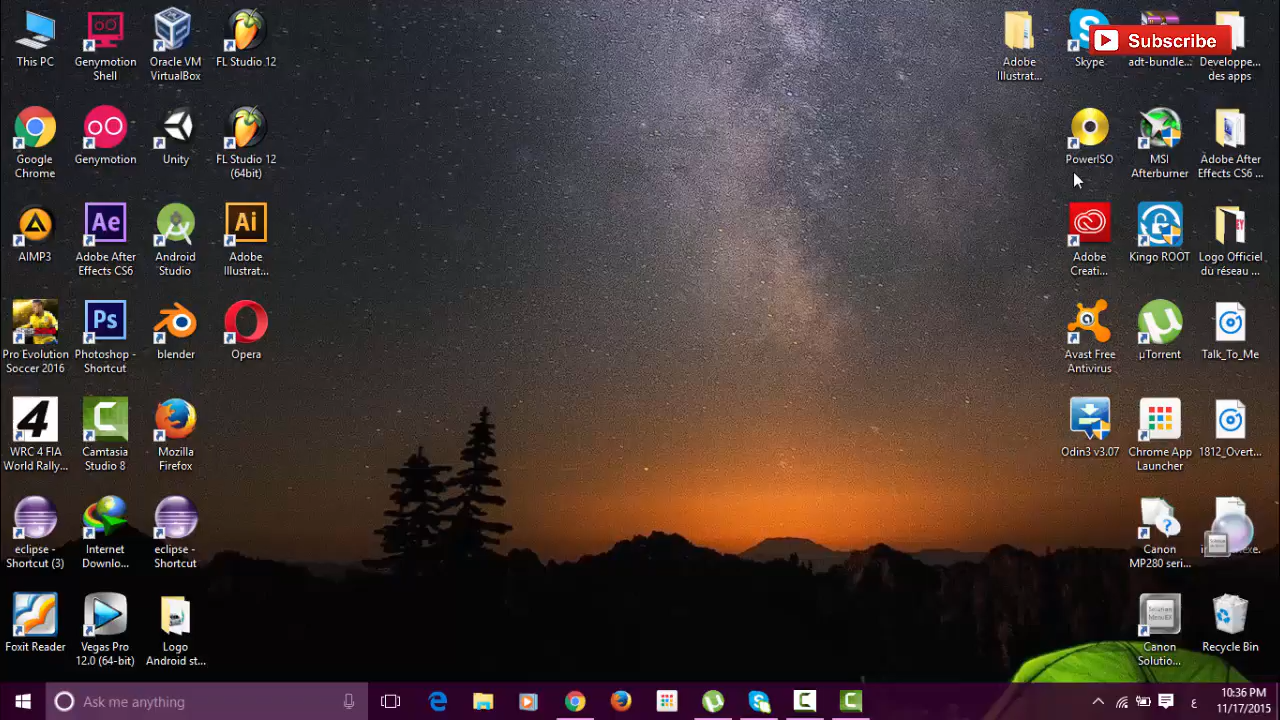 This PC
Genymotion
Shell
Oracle VM
VirtualBox
FL Studio 12
Adobe
Illustrat...
Skype
adt-bundle...
Developpe...
des apps
Subscribe
Google
Chrome
Genymotion
Unity
FL Studio 12
(64bit)
PowerISO
MSI
Afterburner
Adobe After
Effects CS6 ...
AIMP3
Ae
Adobe After
Effects CS6
Android
Studio
Ai
Adobe
Illustrat...
Adobe
Creati...
Kingo ROOT
Logo Officiel
du réseau ...
Pro Evolution
Soccer 2016
Ps
Photoshop -
Shortcut
blender
Opera
Avast Free
Antivirus
µTorrent
Talk_To_Me
4
WRC 4 FIA
World Rally...
Camtasia
Studio 8
Mozilla
Firefox
Odin3 v3.07
Chrome App
Launcher
1812_Overt...
eclipse -
Shortcut (3)
Internet
Downlo...
eclipse -
Shortcut
Canon
MP280 seri...
Foxit Reader
Vegas Pro
12.0 (64-bit)
Logo
Android st...
Canon
Solutio...
Recycle Bin
Ask me anything
ع
10:36 PM
11/17/2015